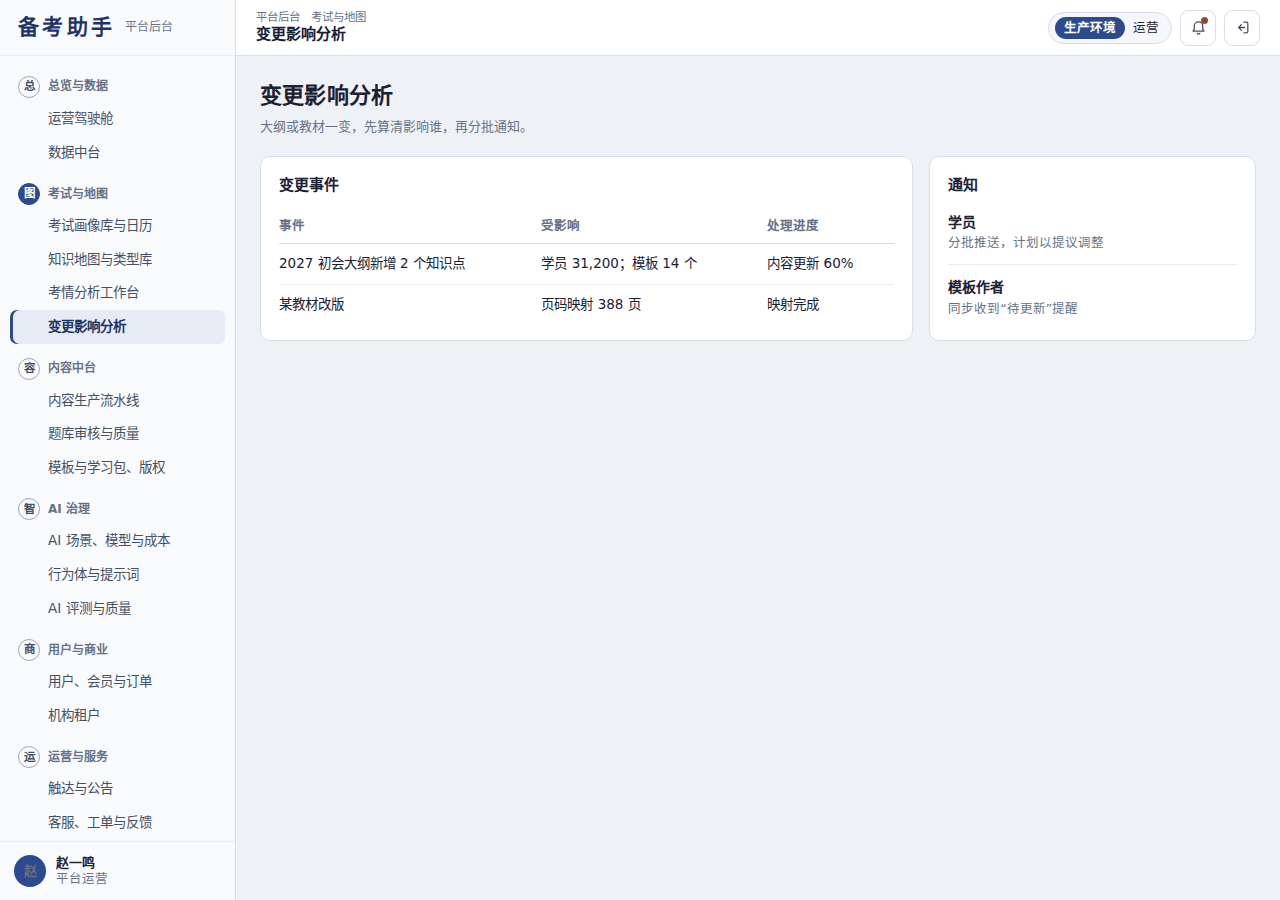 备考助手 平台后台
总 总览与数据
运营驾驶舱
数据中台
图 考试与地图
考试画像库与日历
知识地图与类型库
考情分析工作台
变更影响分析
容 内容中台
内容生产流水线
题库审核与质量
模板与学习包、版权
智 AI 治理
AI 场景、模型与成本
行为体与提示词
AI 评测与质量
商 用户与商业
用户、会员与订单
机构租户
运 运营与服务
触达与公告
客服、工单与反馈
赵 赵一鸣
平台运营
平台后台 考试与地图
变更影响分析
生产环境 运营
变更影响分析
大纲或教材一变，先算清影响谁，再分批通知。
变更事件
事件 受影响 处理进度
2027 初会大纲新增 2 个知识点 学员 31,200；模板 14 个 内容更新 60%
某教材改版 页码映射 388 页 映射完成
通知
学员
分批推送，计划以提议调整
模板作者
同步收到“待更新”提醒